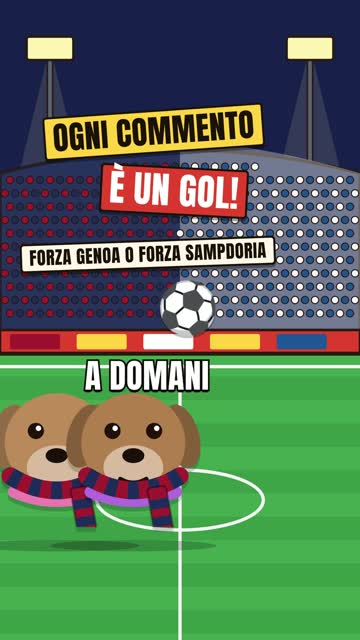 OGNI COMMENTO
È UN GOL!
FORZA GENOA O FORZA SAMPDORIA
A DOMANI